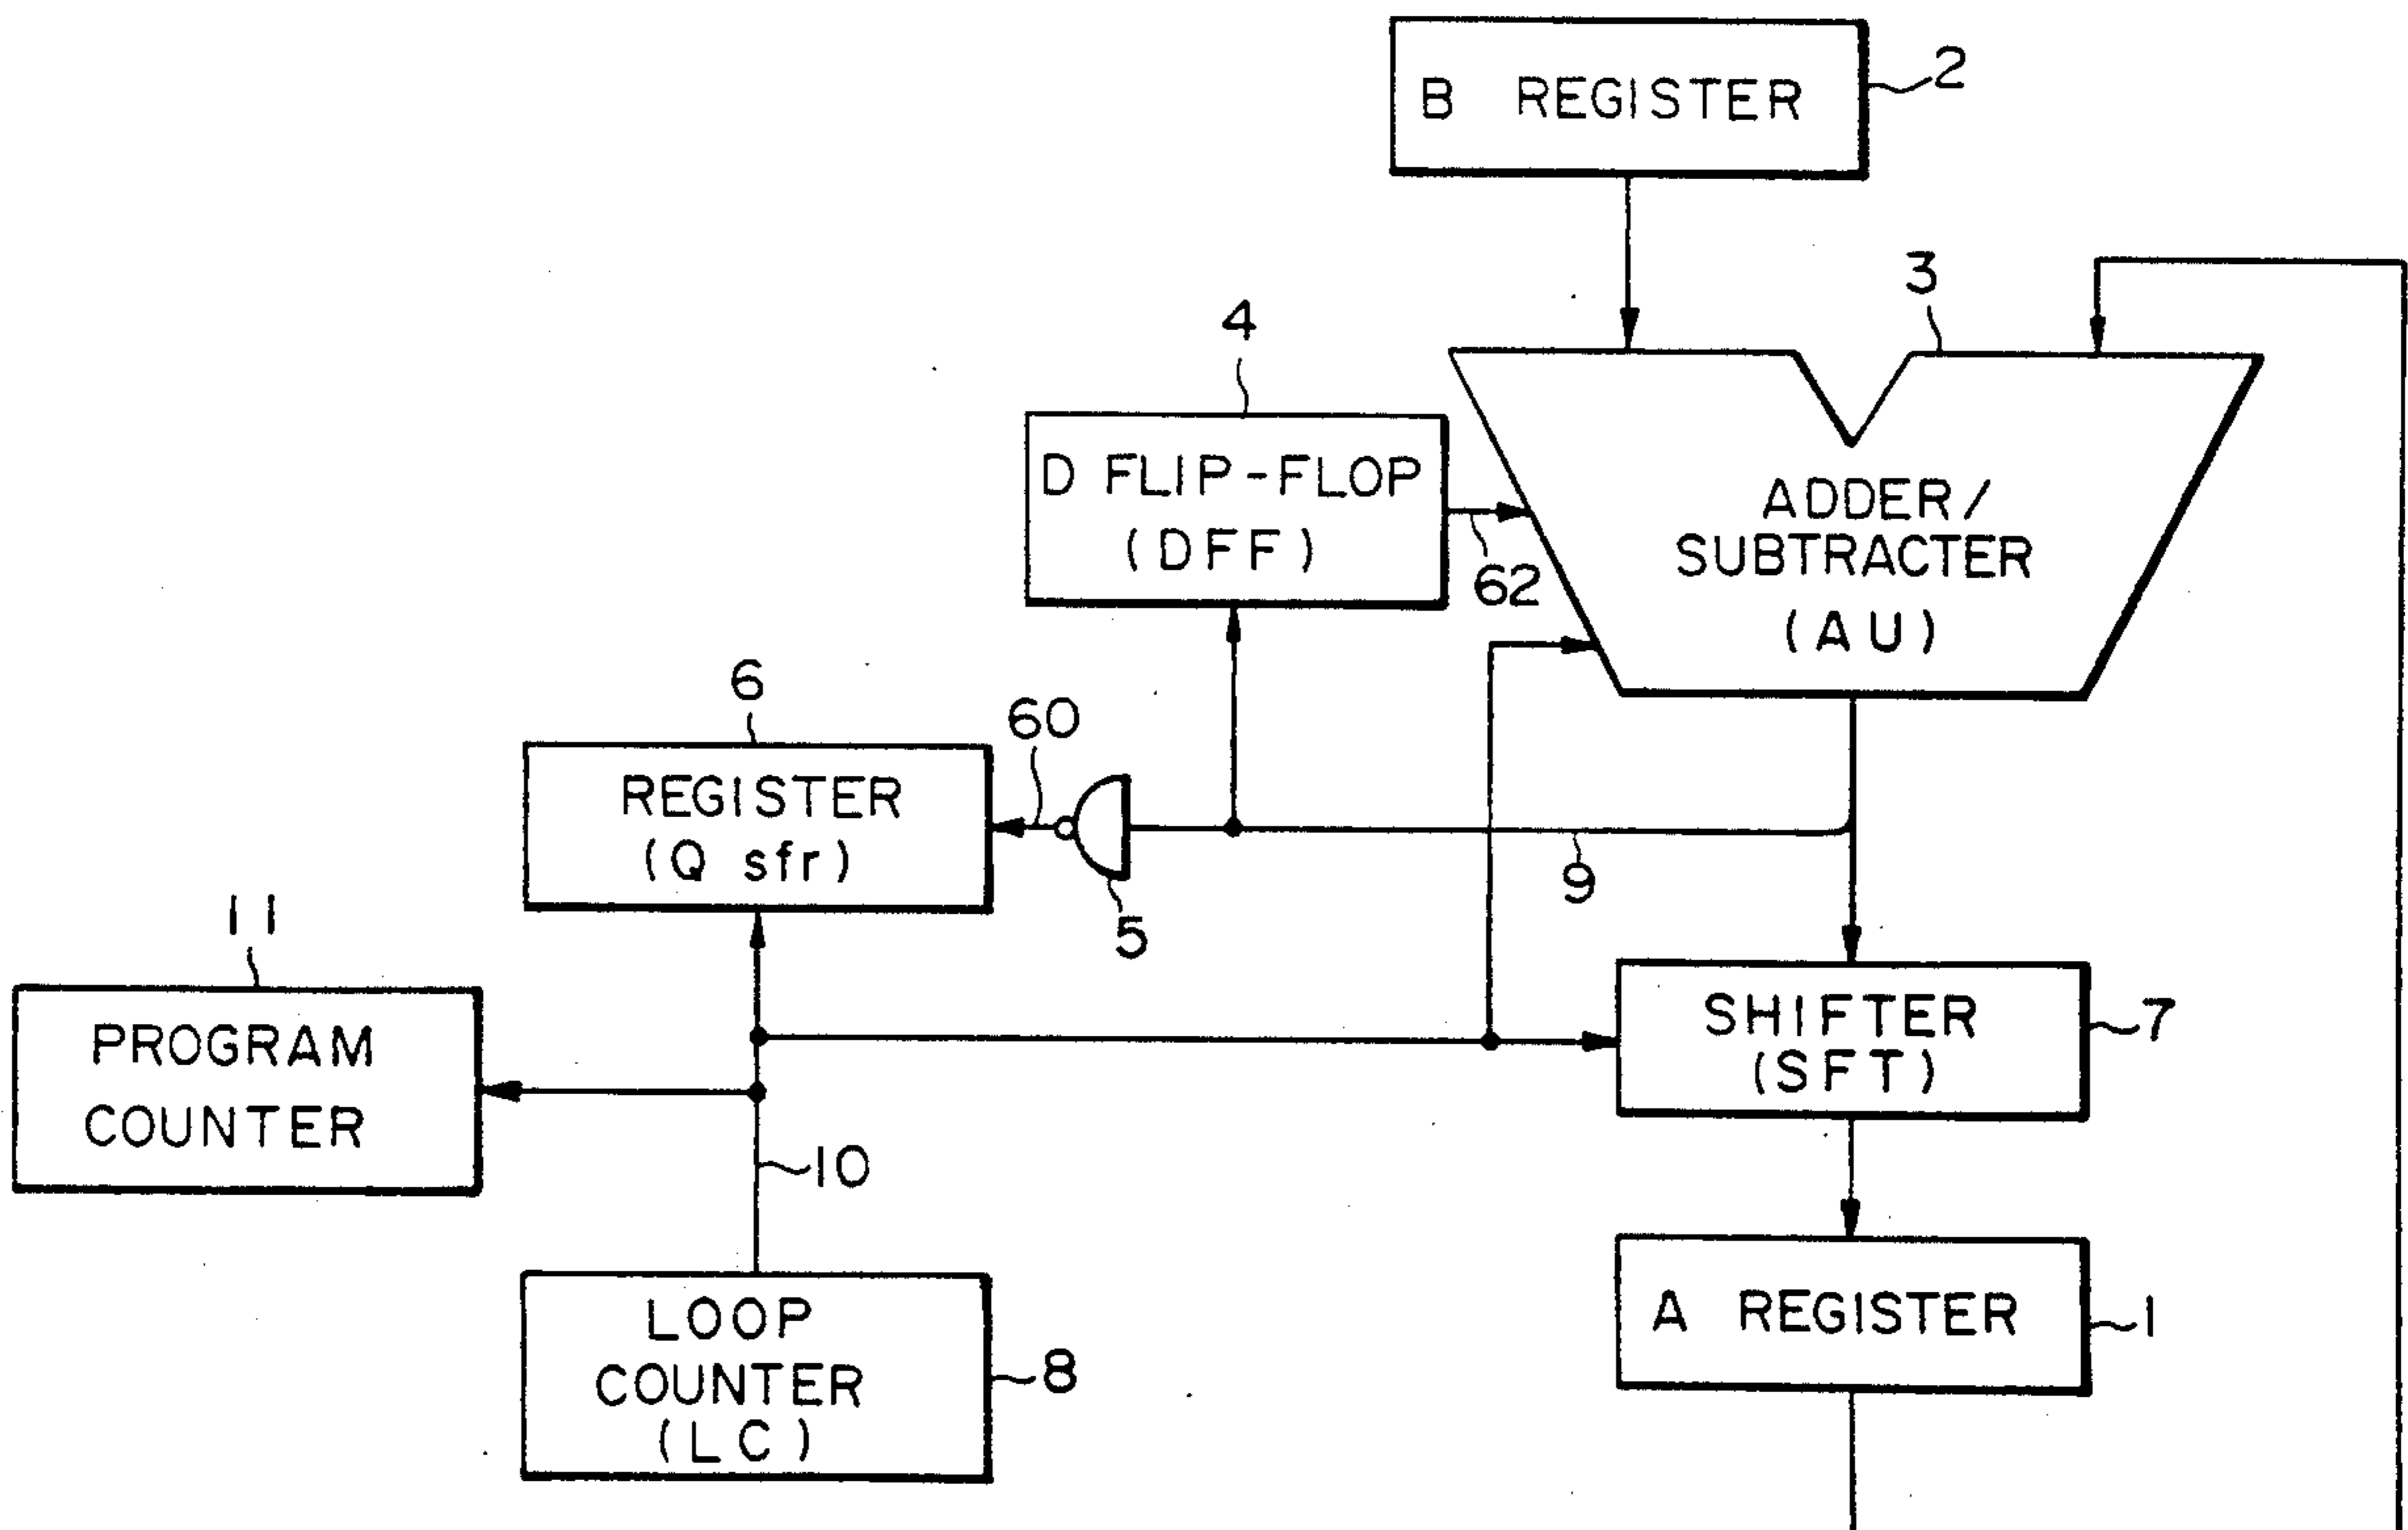 B REGISTER
2
3
4
D FLIP-FLOP
(DFF)
62
ADDER/
SUBTRACTER
(AU)
6
60
REGISTER
(Q sfr)
5
9
11
PROGRAM
COUNTER
SHIFTER
(SFT)
7
10
LOOP
COUNTER
(LC)
8
A REGISTER
1